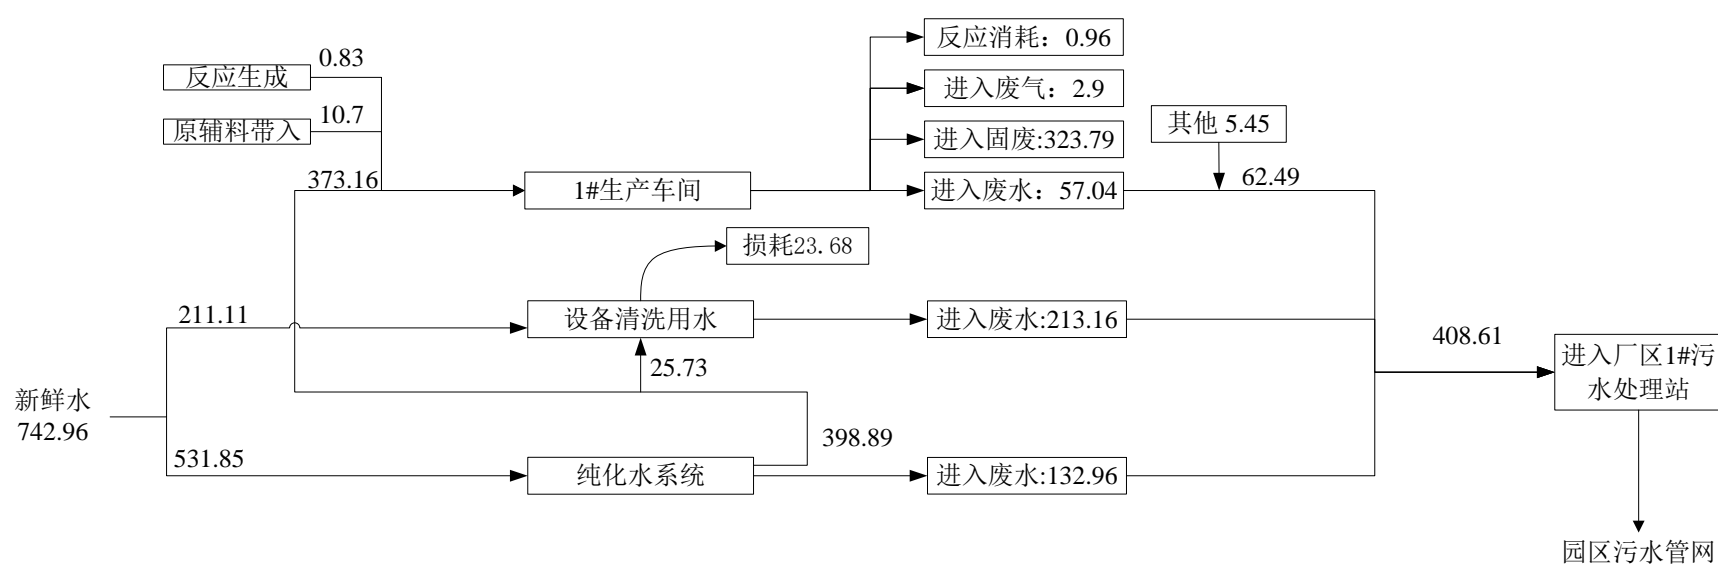 反应生成
0.83
原辅料带入
10.7
373.16
1#生产车间
反应消耗：0.96
进入废气：2.9
进入固废:323.79
进入废水：57.04
其他 5.45
62.49
损耗23.68
211.11
设备清洗用水
进入废水:213.16
25.73
408.61
进入厂区1#污
水处理站
新鲜水
742.96
531.85
纯化水系统
398.89
进入废水:132.96
园区污水管网